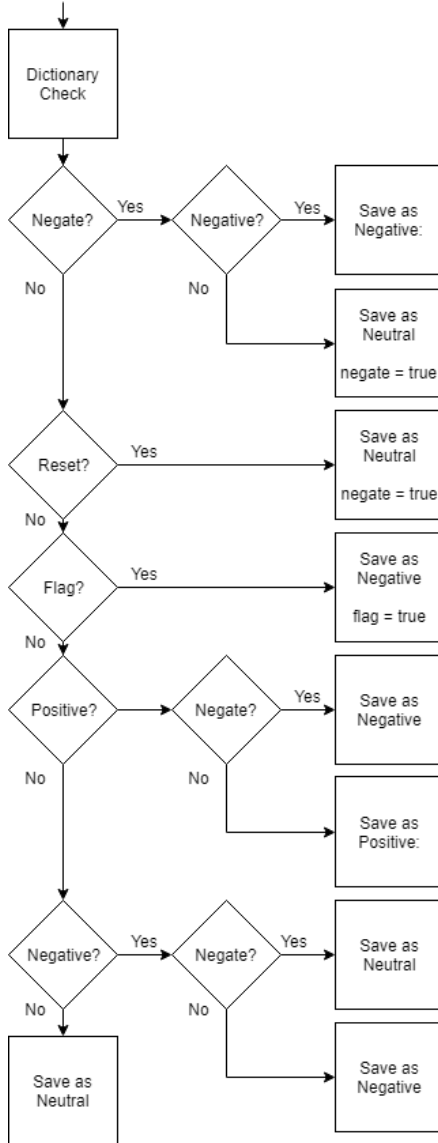 Dictionary
Check
Negate?
Yes
Negative?
Yes
Save as
Negative:
No
No
Save as
Neutral
negate = true
Reset?
Yes
Save as
Neutral
negate = true
No
Flag?
Yes
Save as
Negative
flag = true
No
Positive?
Negate?
Yes
Save as
Negative
No
No
Save as
Positive:
Negative?
Yes
Negate?
Yes
Save as
Neutral
No
No
Save as
Neutral
Save as
Negative